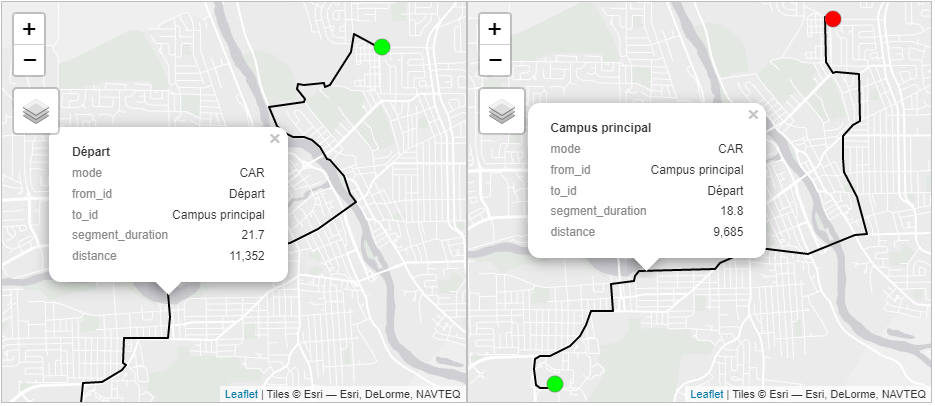 +
−
×
Départ
mode CAR
from_id Départ
to_id Campus principal
segment_duration 21.7
distance 11,352
Leaflet | Tiles © Esri — Esri, DeLorme, NAVTEQ
+
−
×
Campus principal
mode CAR
from_id Campus principal
to_id Départ
segment_duration 18.8
distance 9,685
Leaflet | Tiles © Esri — Esri, DeLorme, NAVTEQ